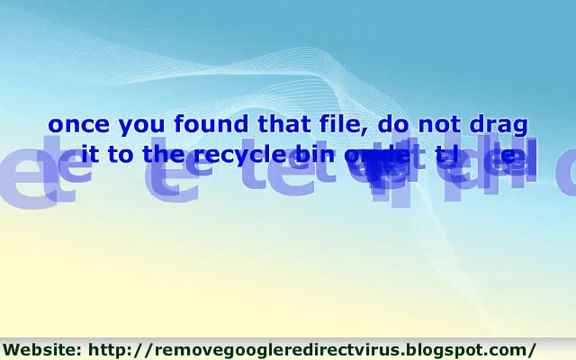 once you found that file, do not drag
it to the recycle bin
Website: http://removegoogleredirectvirus.blogspot.com/